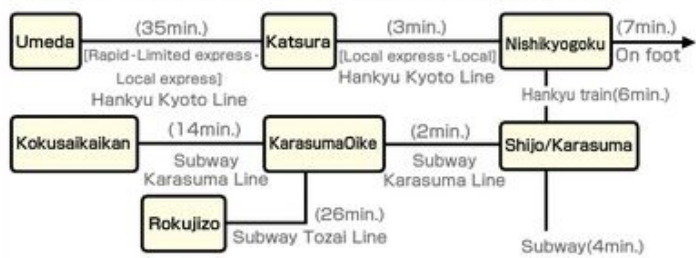 (35min.) (3min.) (7min.)
Umeda Katsura Nishikyogoku
[Rapid-Limited express· [Local express·Local] On foot
Local express] Hankyu Kyoto Line
Hankyu Kyoto Line
Hankyu train(6min.)
(14min.) (2min.)
Kokusaikaikan KarasumaOike Shijo/Karasuma
Subway Subway
Karasuma Line Karasuma Line
Rokujizo (26min.)
Subway Tozai Line
Subway(4min.)